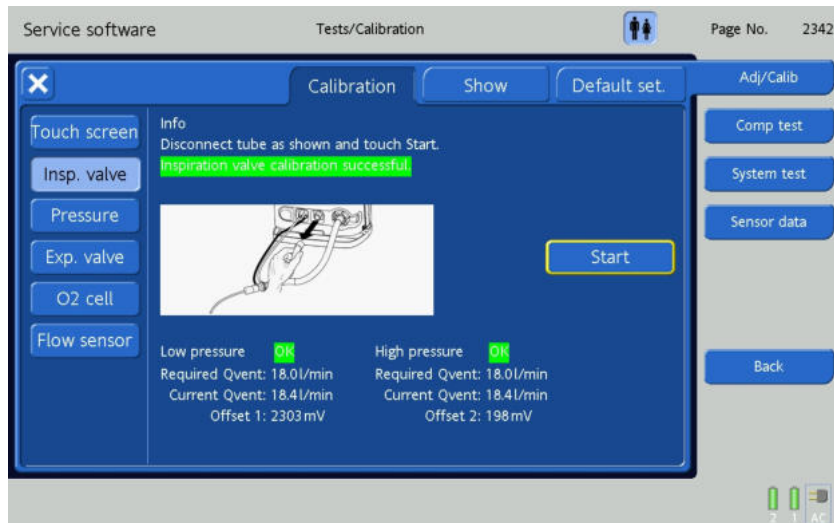 Service software Tests/Calibration Page No. 2342
Calibration Show Default set. Adj/Calib
Touch screen
Insp. valve
Pressure
Exp. valve
O2 cell
Flow sensor
Info
Disconnect tube as shown and touch Start.
Inspiration valve calibration successful.
Start
Low pressure OK High pressure OK
Required Qvent: 18.0l/min Required Qvent: 18.0l/min
Current Qvent: 18.4l/min Current Qvent: 18.4l/min
Offset 1: 2303 mV Offset 2: 198 mV
Comp test
System test
Sensor data
Back
2 1 AC